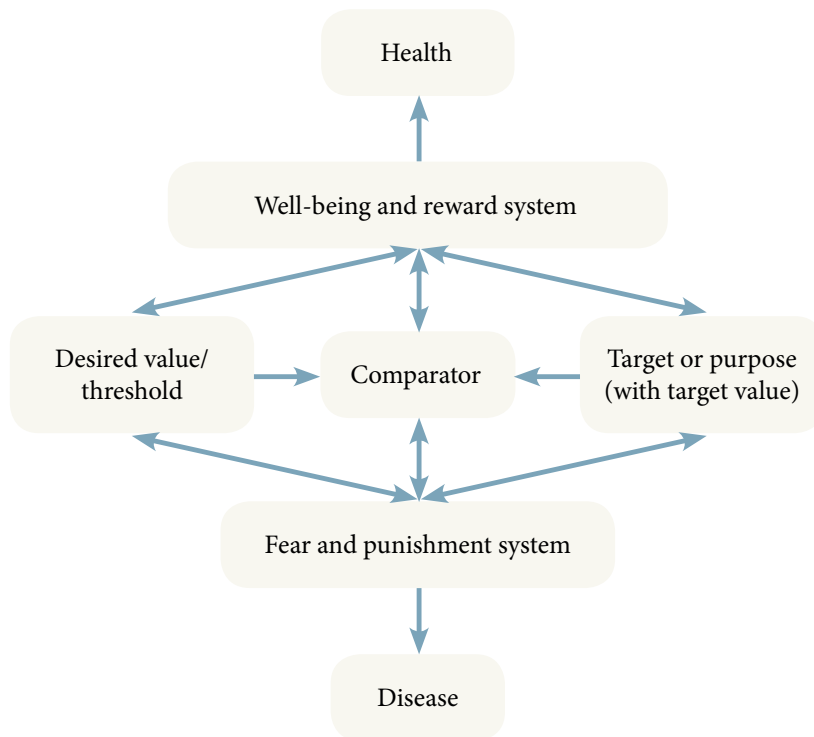 Health
Well-being and reward system
Desired value/
threshold
Comparator
Target or purpose
(with target value)
Fear and punishment system
Disease